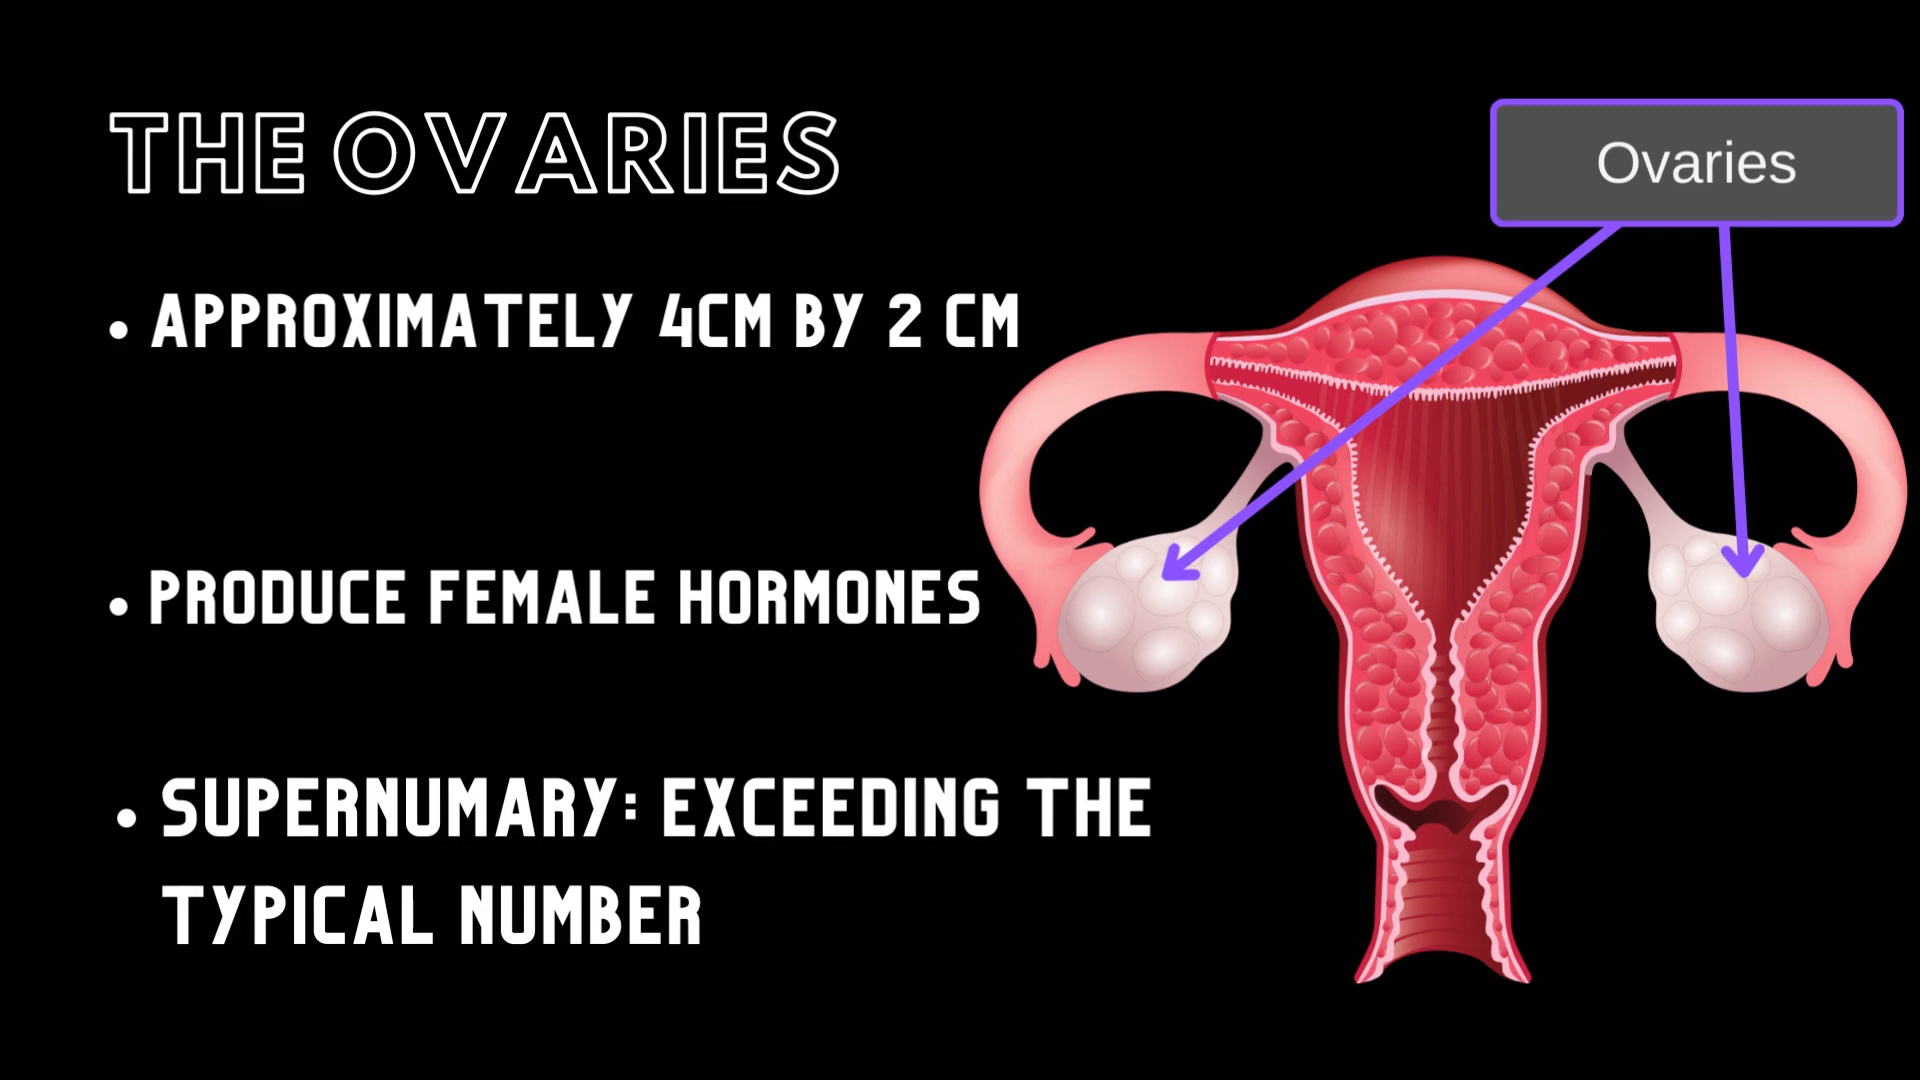 THE OVARIES
Ovaries
• APPROXIMATELY 4CM BY 2 CM
• PRODUCE FEMALE HORMONES
• SUPERNUMARY: EXCEEDING THE
TYPICAL NUMBER